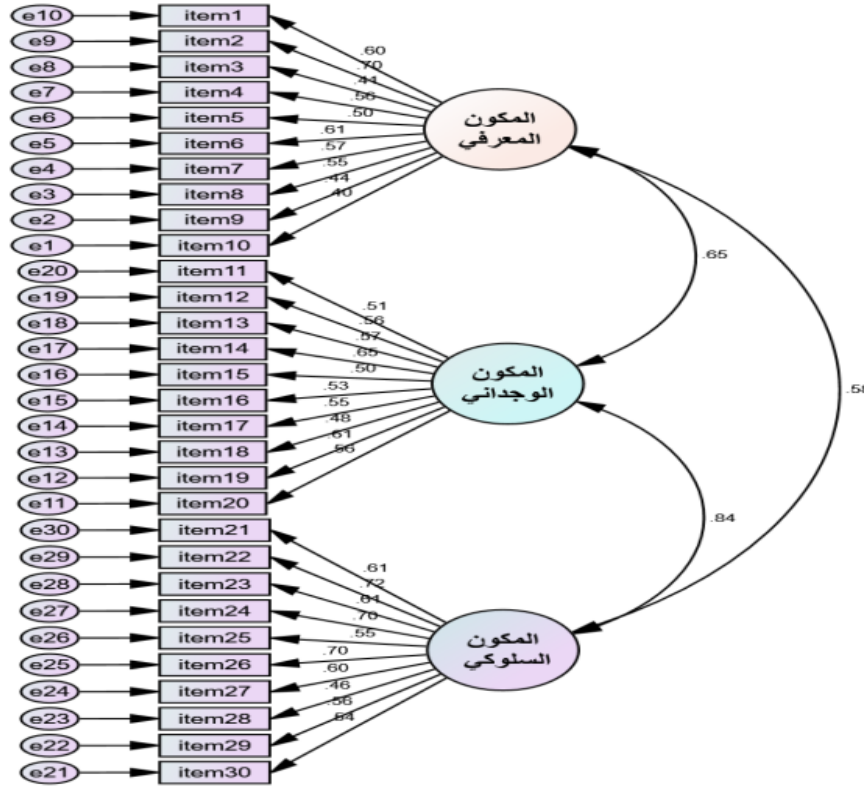 e10 item1
e9 item2
e8 item3
e7 item4
e6 item5
e5 item6
e4 item7
e3 item8
e2 item9
e1 item10
.60
.70
.41
.56
.50
.61
.57
.55
.44
.40
المكون
المعرفي
.65
e20 item11
e19 item12
e18 item13
e17 item14
e16 item15
e15 item16
e14 item17
e13 item18
e12 item19
e11 item20
.51
.56
.57
.65
.50
.53
.55
.48
.56
المكون
الوجداني
.84
e30 item21
e29 item22
e28 item23
e27 item24
e26 item25
e25 item26
e24 item27
e23 item28
e22 item29
e21 item30
.61
.72
.61
.70
.55
.70
.60
.46
.56
المكون
السلوكي